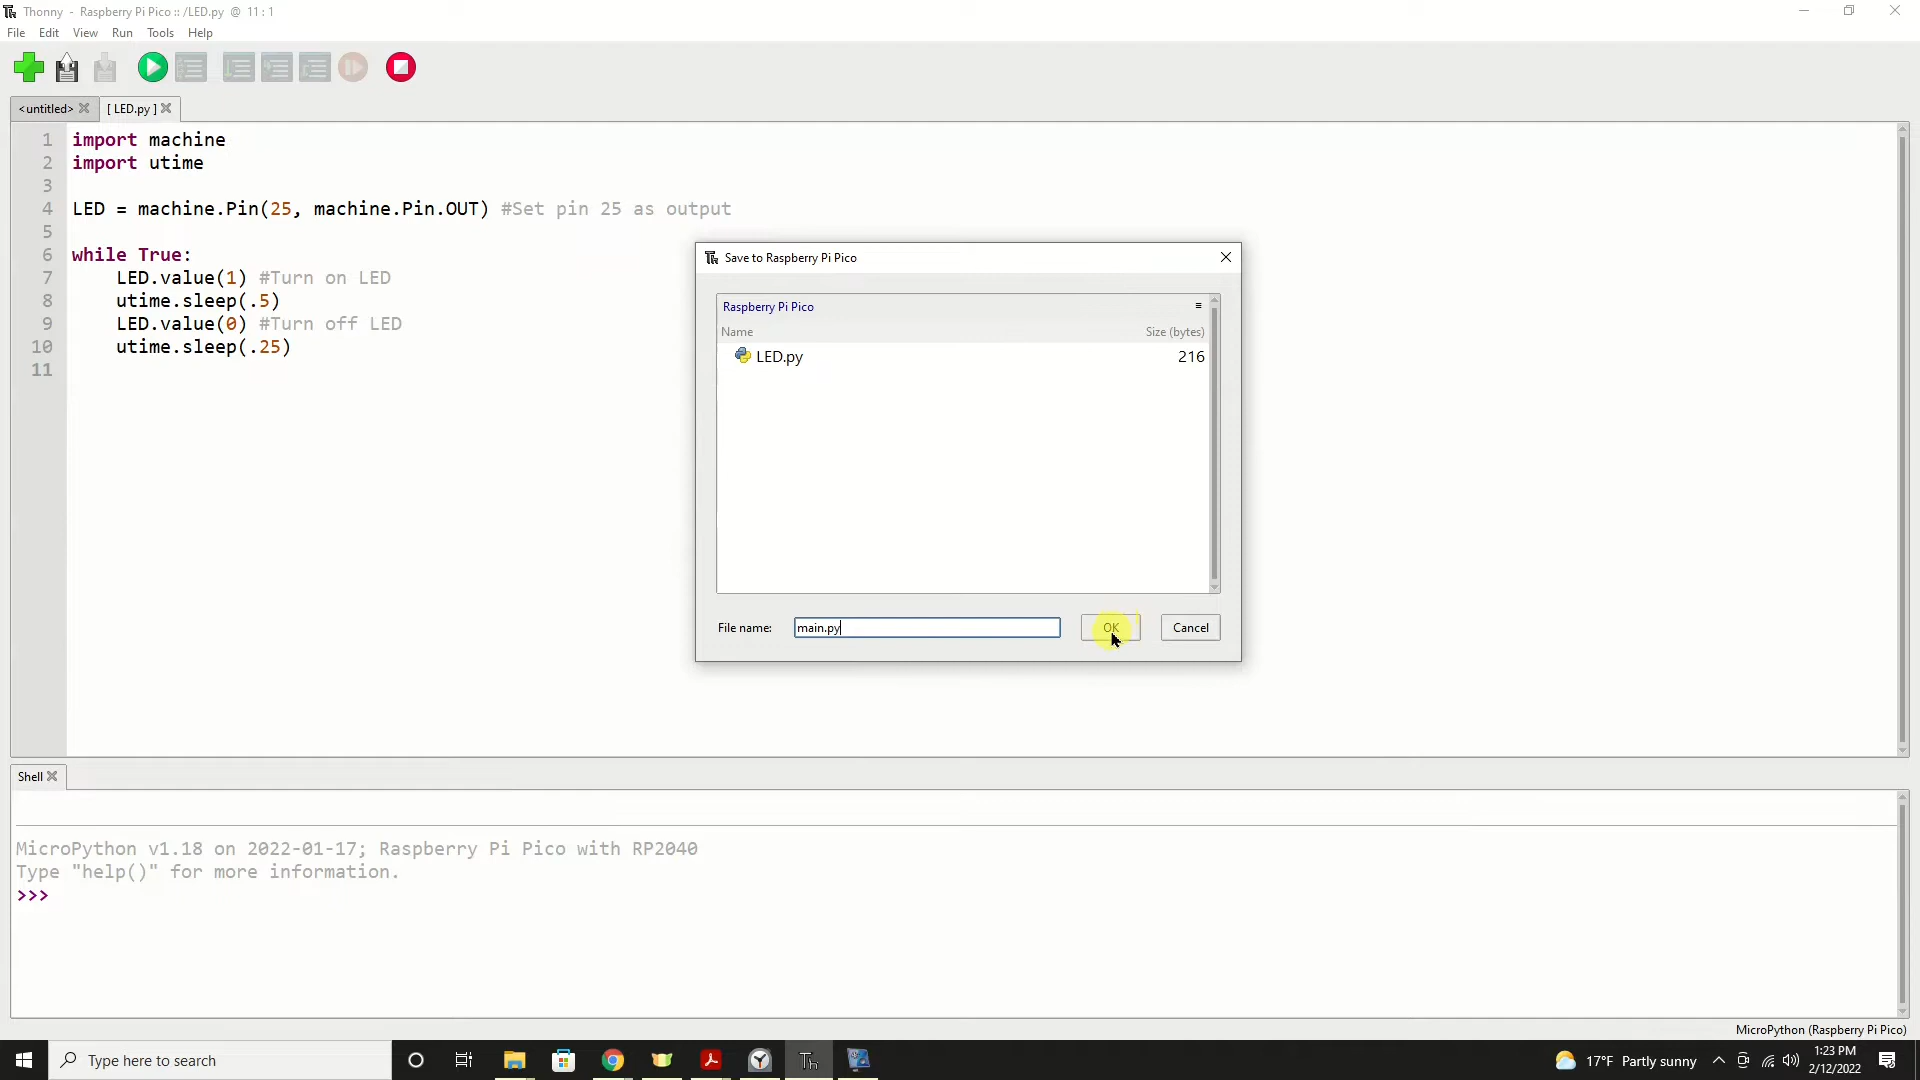 Thonny - Raspberry Pi Pico :: /LED.py @ 11 : 1
File Edit View Run Tools Help
<untitled> [ LED.py ]
1 import machine
2 import utime
3
4 LED = machine.Pin(25, machine.Pin.OUT) #Set pin 25 as output
5
6 while True:
7 LED.value(1) #Turn on LED
8 utime.sleep(.5)
9 LED.value(0) #Turn off LED
10 utime.sleep(.25)
11
Save to Raspberry Pi Pico
Raspberry Pi Pico
Name Size (bytes)
LED.py 216
File name: main.py OK Cancel
Shell
MicroPython v1.18 on 2022-01-17; Raspberry Pi Pico with RP2040
Type "help()" for more information.
>>>
MicroPython (Raspberry Pi Pico)
Type here to search
17°F Partly sunny
1:23 PM
2/12/2022